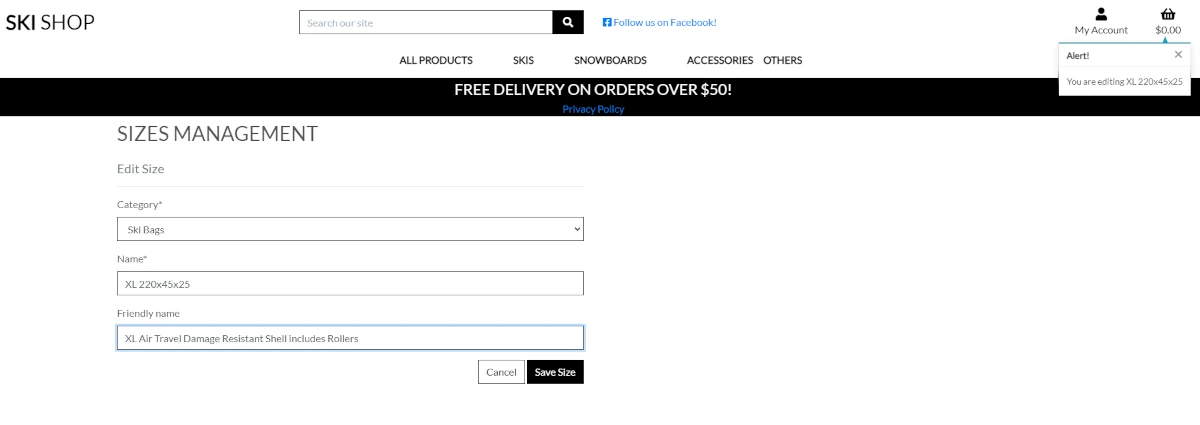 SKI SHOP
Search our site
Follow us on Facebook!
My Account
$0.00
ALL PRODUCTS SKIS SNOWBOARDS ACCESSORIES OTHERS
Alert! ×
You are editing XL 220x45x25
FREE DELIVERY ON ORDERS OVER $50!
Privacy Policy
SIZES MANAGEMENT
Edit Size
Category*
Ski Bags
Name*
XL 220x45x25
Friendly name
XL Air Travel Damage Resistant Shell includes Rollers
Cancel Save Size